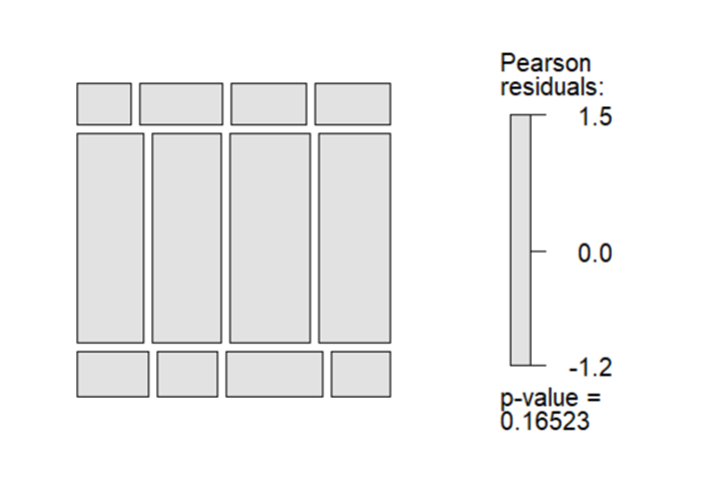 Pearson
residuals:
1.5
0.0
-1.2
p-value =
0.16523